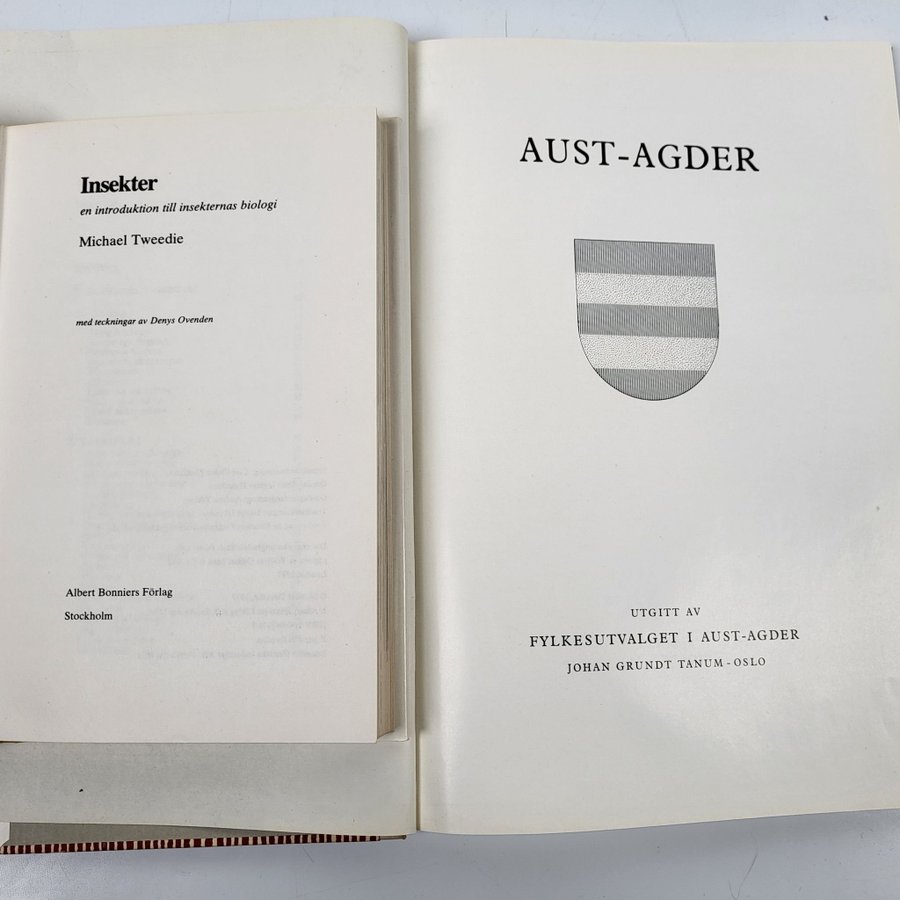 Insekter
en introduktion till insekternas biologi
Michael Tweedie
med teckningar av Denys Ovenden
Albert Bonniers Förlag
Stockholm
AUST-AGDER
UTGITT AV
FYLKESUTVALGET I AUST-AGDER
JOHAN GRUNDT TANUM - OSLO